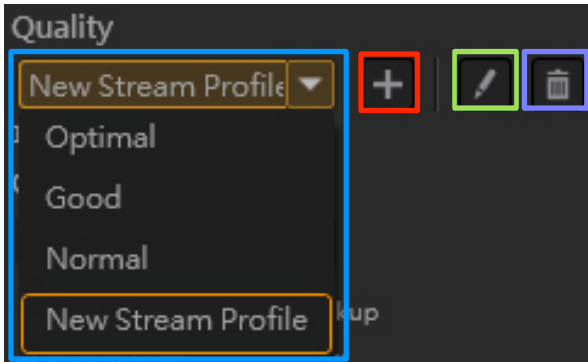 Quality
New Stream Profile
Optimal
Good
Normal
New Stream Profile
kup